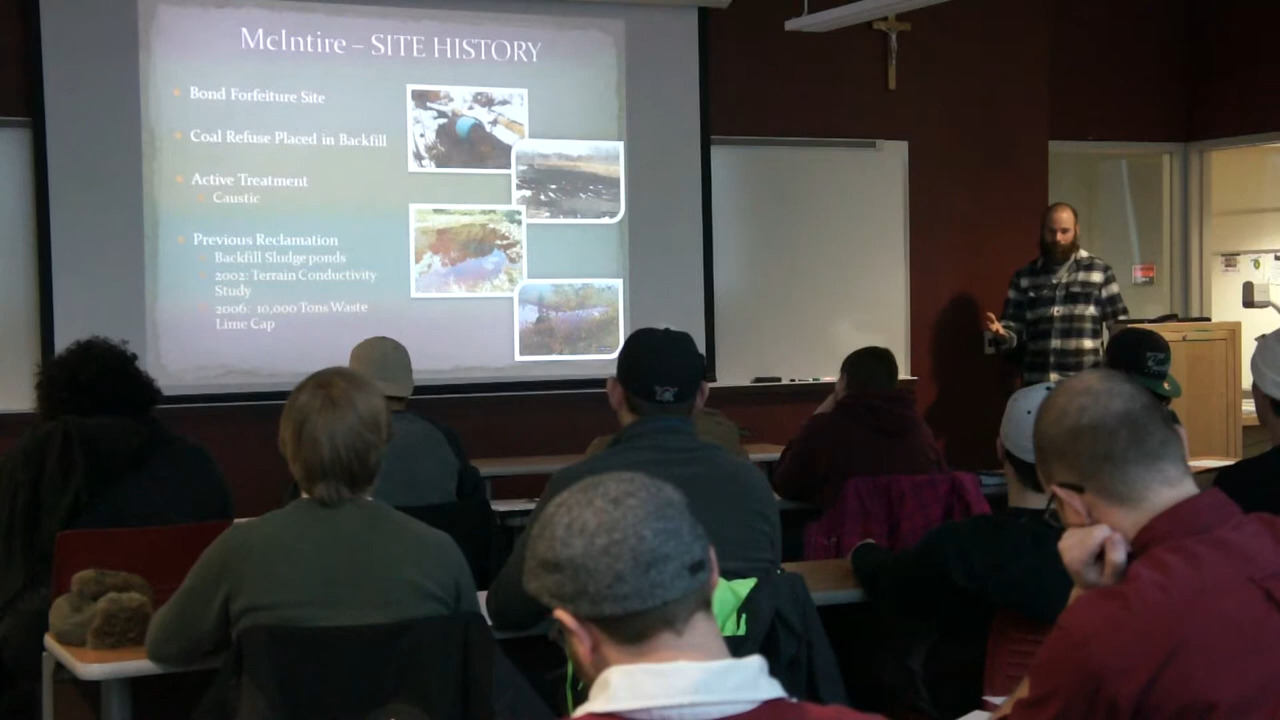 McIntire – SITE HISTORY
Bond Forfeiture Site
Coal Refuse Placed in Backfill
Active Treatment
Caustic
Previous Reclamation
Backfill Sludge ponds
2002: Terrain Conductivity
Study
2006: 10,000 Tons Waste
Lime Cap